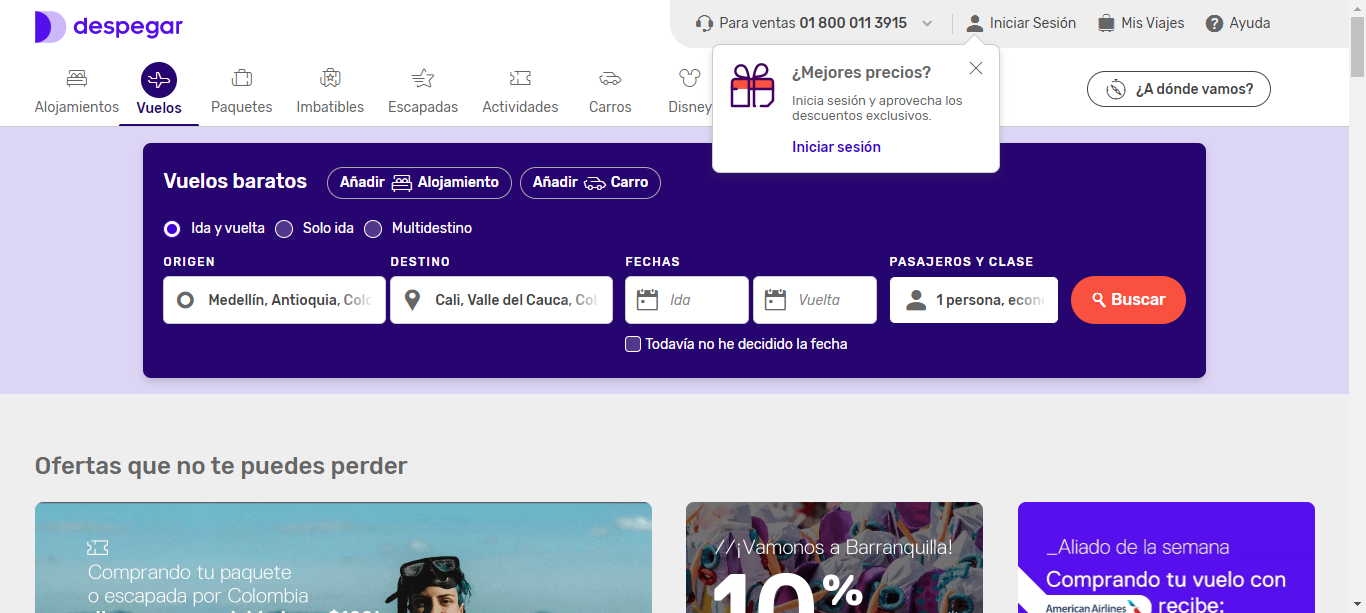 despegar
Para ventas 01 800 011 3915
Iniciar Sesión
Mis Viajes
Ayuda
Alojamientos
Vuelos
Paquetes
Imbatibles
Escapadas
Actividades
Carros
Disney
¿Mejores precios?
Inicia sesión y aprovecha los
descuentos exclusivos.
Iniciar sesión
¿A dónde vamos?
Vuelos baratos
Añadir Alojamiento
Añadir Carro
Ida y vuelta
Solo ida
Multidestino
ORIGEN
DESTINO
FECHAS
PASAJEROS Y CLASE
Medellín, Antioquia, Colo
Cali, Valle del Cauca, Col
Ida
Vuelta
1 persona, econ
Buscar
Todavía no he decidido la fecha
Ofertas que no te puedes perder
Comprando tu paquete
o escapada por Colombia
//¡Vamonos a Barranquilla!
10%
_Aliado de la semana
Comprando tu vuelo con
American Airlines
recibe: